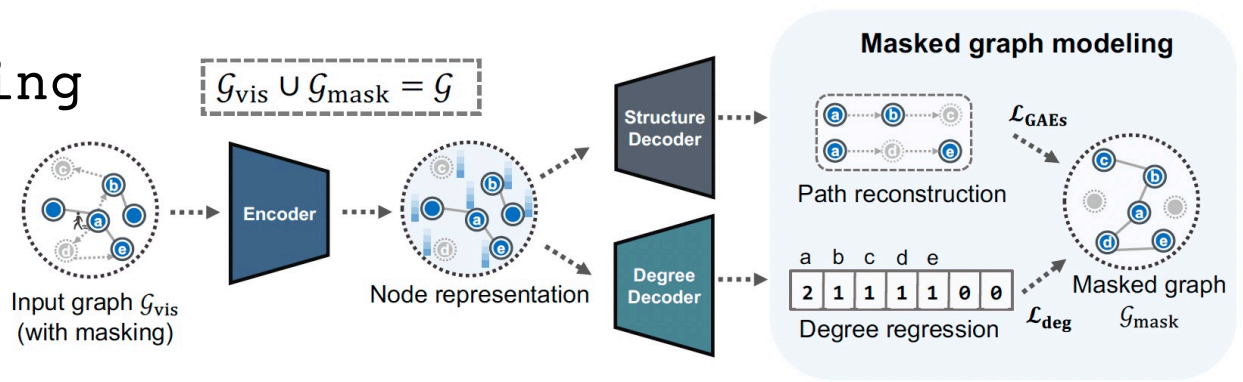 ing
𝒢vis ∪ 𝒢mask = 𝒢
Masked graph modeling
c
b
a
d
e
Input graph 𝒢vis
(with masking)
Encoder
c
b
a
d
e
Node representation
Structure
Decoder
Degree
Decoder
a b c
a d e
Path reconstruction
a b c d e
2 1 1 1 1 0 0
Degree regression
ℒGAEs
ℒdeg
c
b
a
d
e
Masked graph
𝒢mask